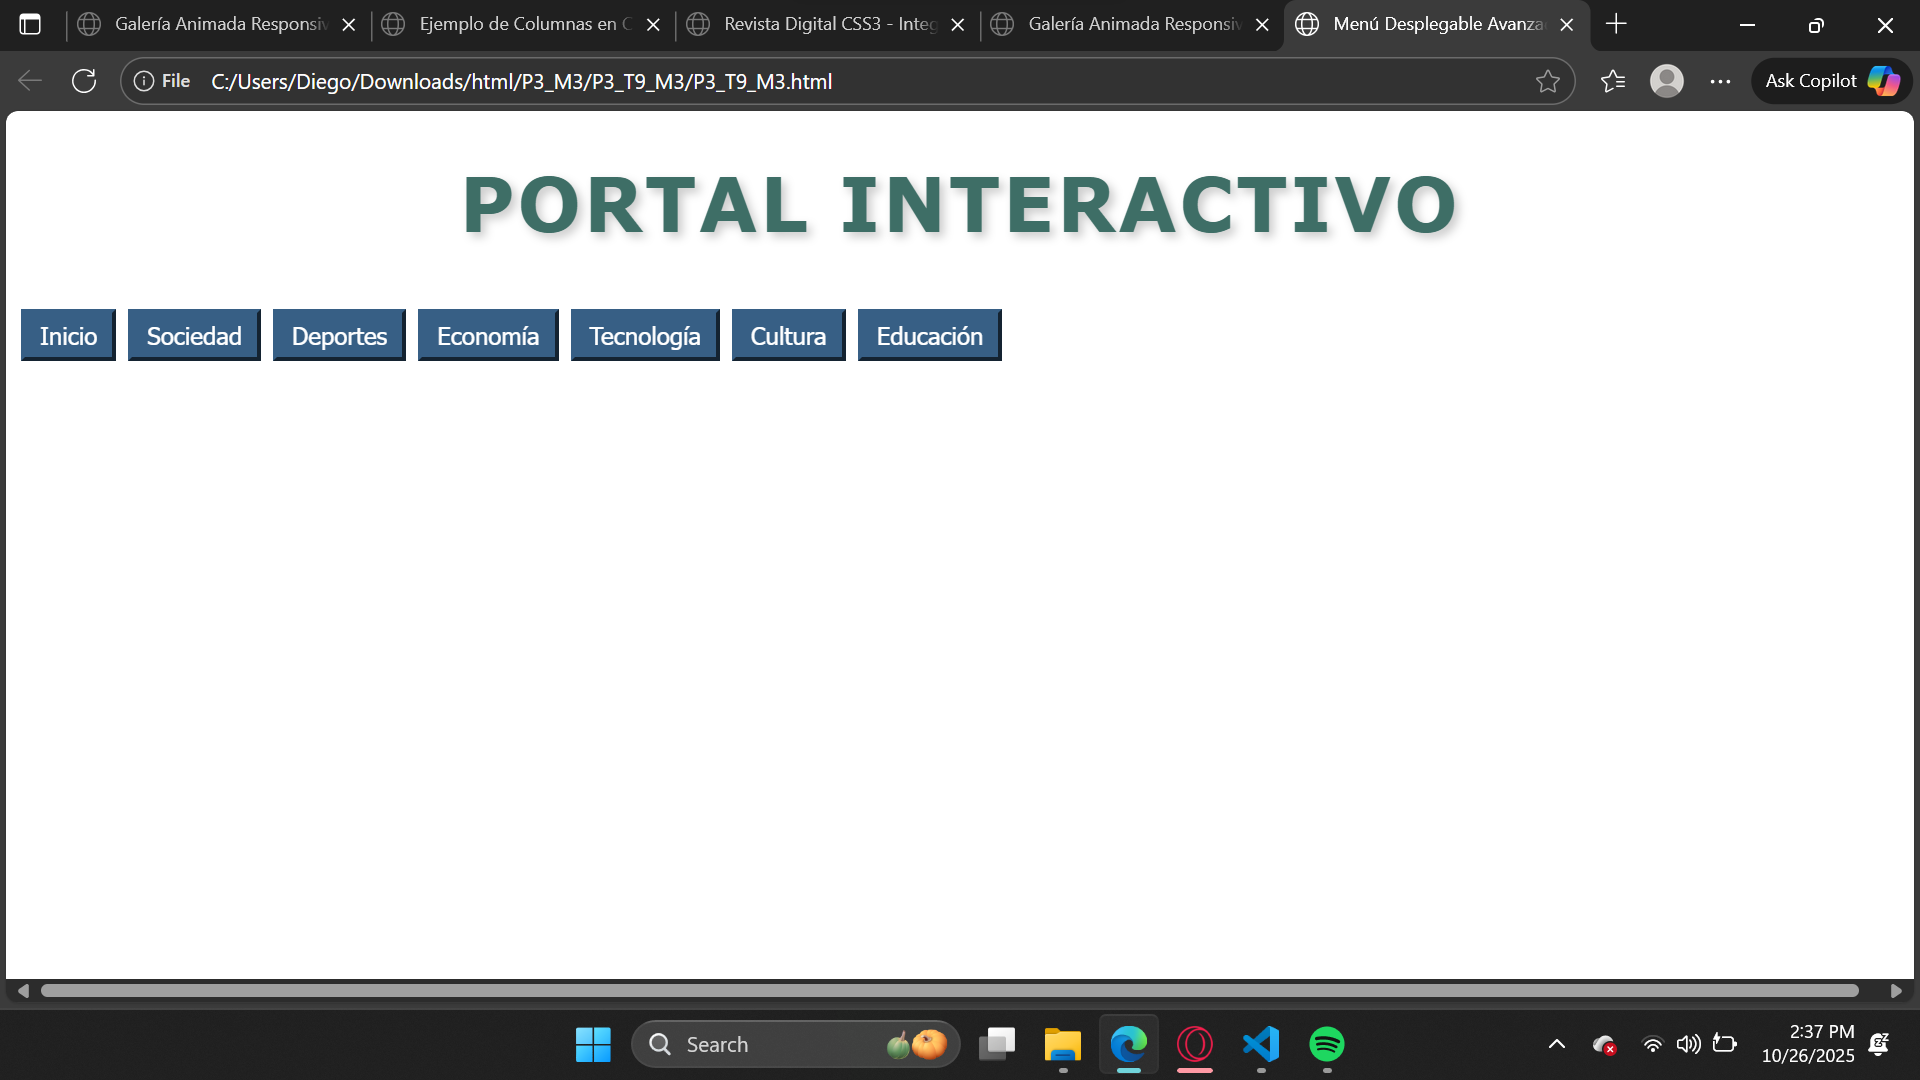 Galería Animada Responsiv
Ejemplo de Columnas en C
Revista Digital CSS3 - Integ
Galería Animada Responsiv
Menú Desplegable Avanza
File C:/Users/Diego/Downloads/html/P3_M3/P3_T9_M3/P3_T9_M3.html
Ask Copilot
PORTAL INTERACTIVO
Inicio Sociedad Deportes Economía Tecnología Cultura Educación
Search
2:37 PM
10/26/2025